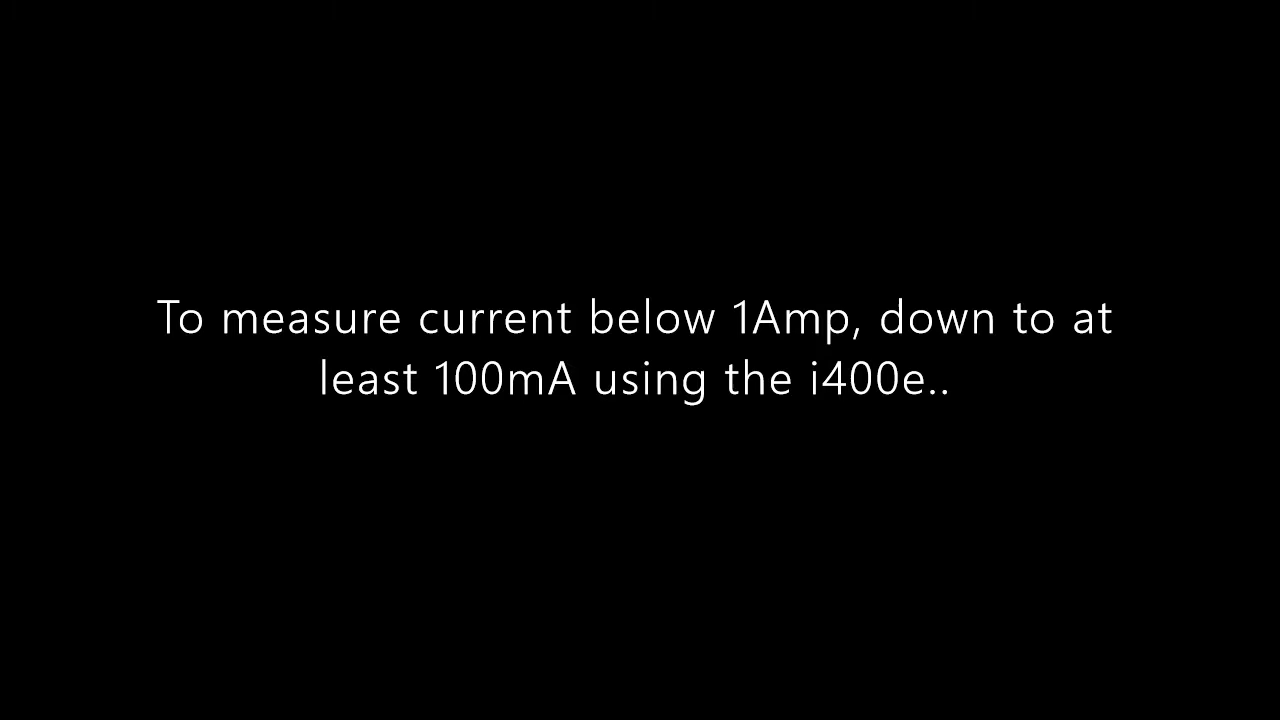 To measure current below 1Amp, down to at
least 100mA using the i400e..